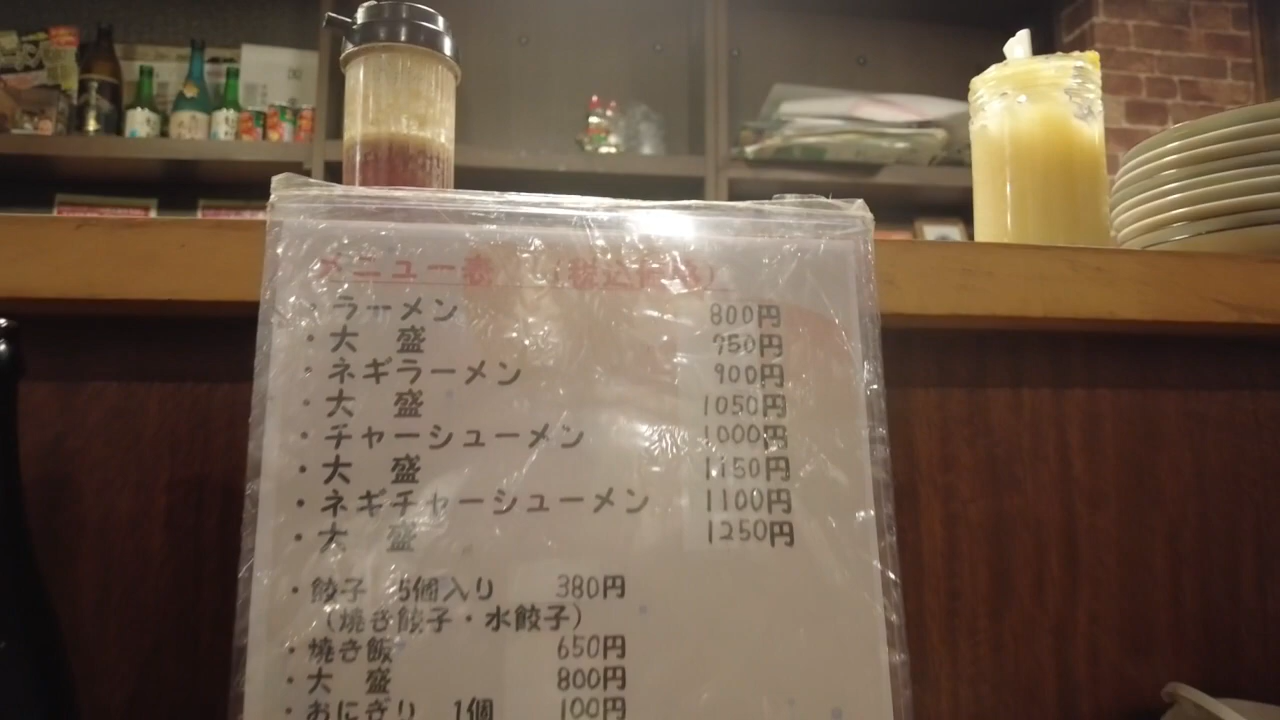 メニュー表 （税込価格）
・ラーメン 800円
・大 盛 950円
・ネギラーメン 900円
・大 盛 1050円
・チャーシューメン 1000円
・大 盛 1150円
・ネギチャーシューメン 1100円
・大 盛 1250円
・餃子 5個入り 380円
（焼き餃子・水餃子）
・焼き飯 650円
・大 盛 800円
・おにぎり 1個 100円